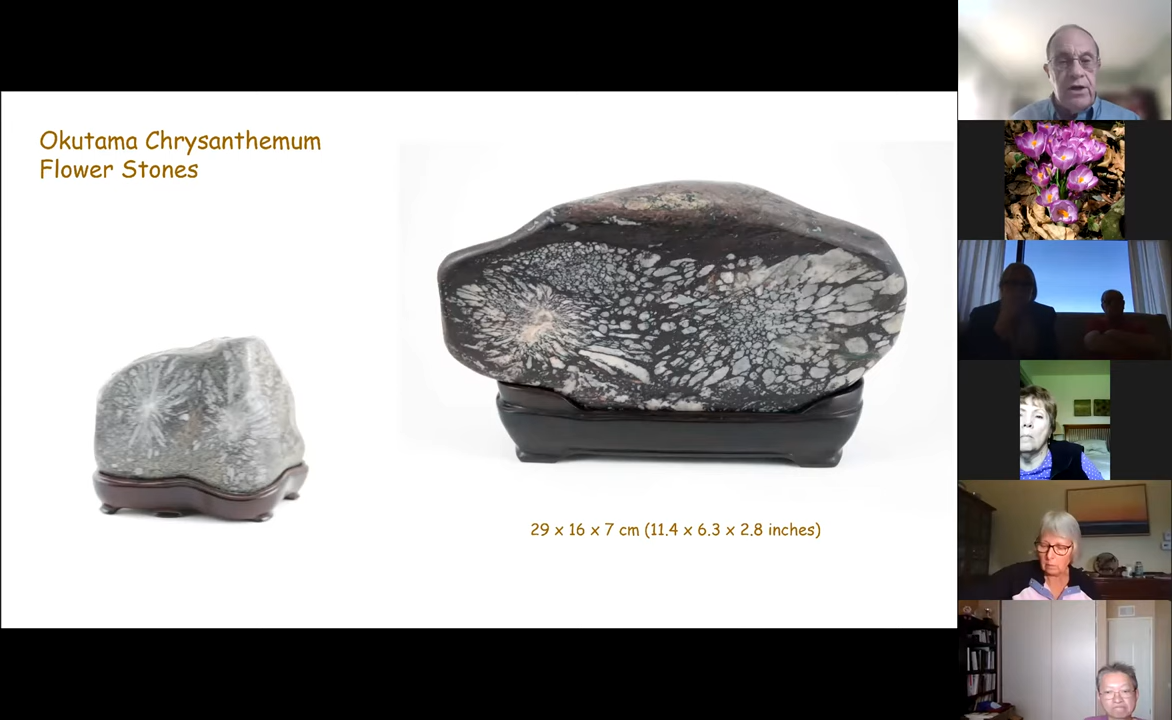 Okutama Chrysanthemum
Flower Stones
29 x 16 x 7 cm (11.4 x 6.3 x 2.8 inches)